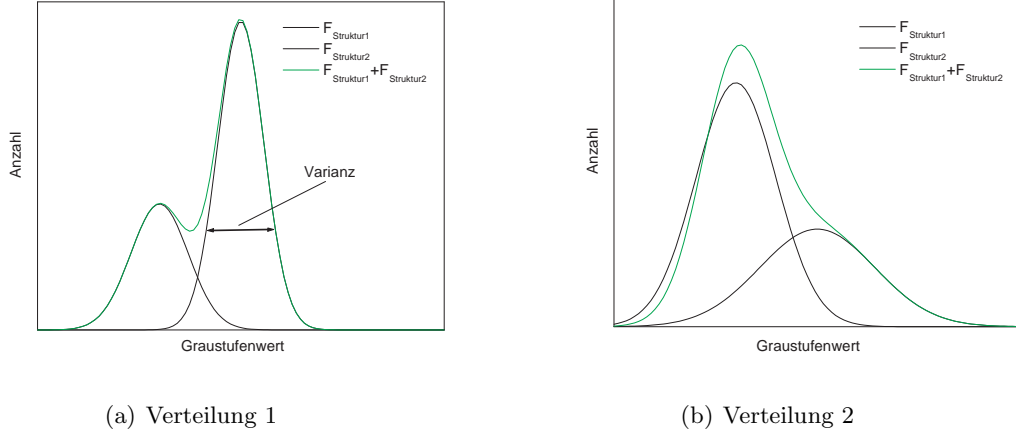 F Struktur1
F Struktur2
F Struktur1 + F Struktur2
Anzahl
Varianz
Graustufenwert
(a) Verteilung 1
F Struktur1
F Struktur2
F Struktur1 + F Struktur2
Anzahl
Graustufenwert
(b) Verteilung 2